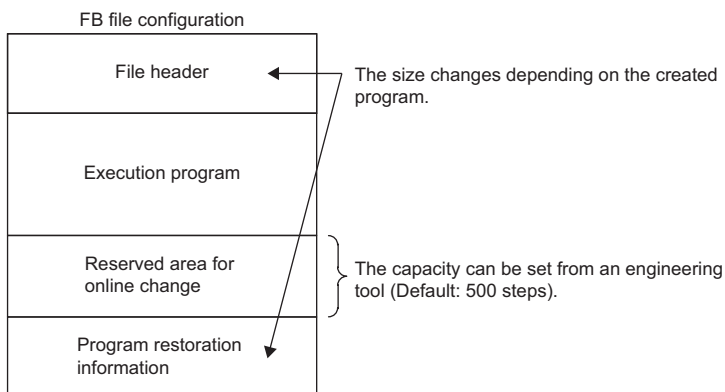 FB file configuration
File header
The size changes depending on the created
program.
Execution program
Reserved area for
online change
The capacity can be set from an engineering
tool (Default: 500 steps).
Program restoration
information